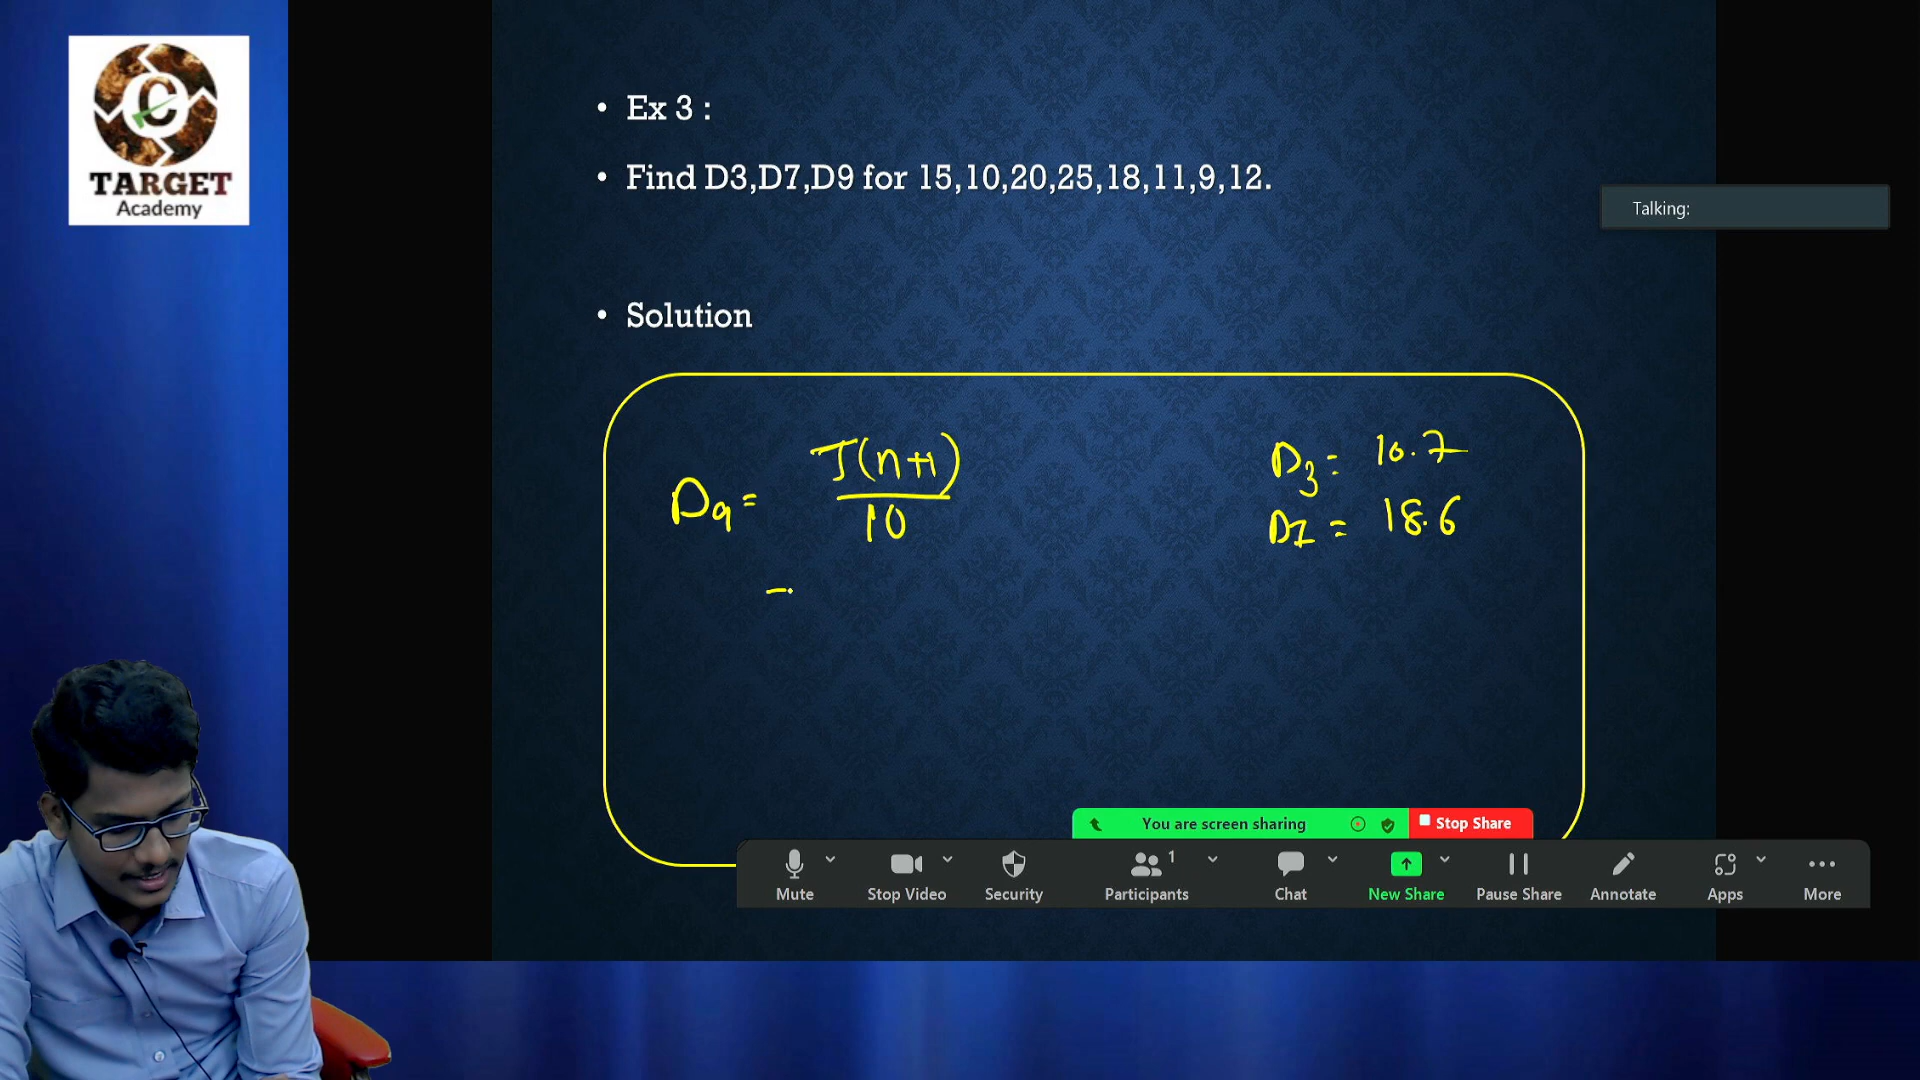 TARGET
Academy
• Ex 3 :
• Find D3,D7,D9 for 15,10,20,25,18,11,9,12.
Talking:
• Solution
D9 = J(n+1)
10
=
D3 = 10.7
D7 = 18.6
You are screen sharing
Stop Share
Mute
Stop Video
Security
Participants 1
Chat
New Share
Pause Share
Annotate
Apps
More